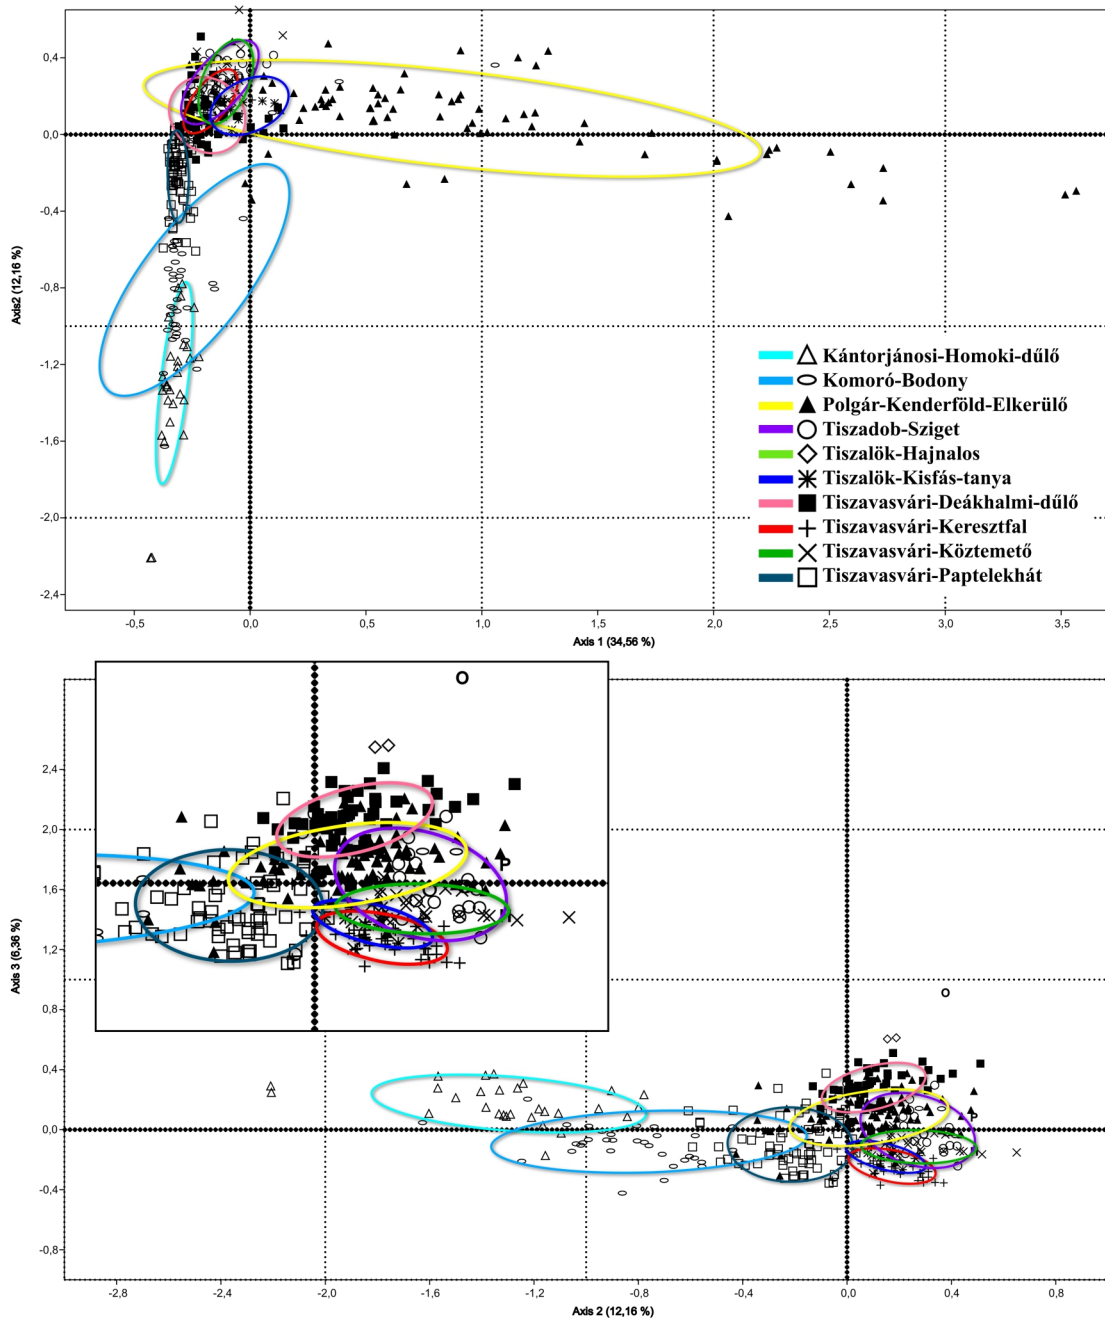 0,4
0,0
-0,4
-0,8
-1,2
-1,6
-2,0
-2,4
Axis2 (12,16 %)
-0,5 0,0 0,5 1,0 1,5 2,0 2,5 3,0 3,5
Axis 1 (34,56 %)
Kántorjánosi-Homoki-dűlő
Komoró-Bodony
Polgár-Kenderföld-Elkerülő
Tiszadob-Sziget
Tiszalök-Hajnalos
Tiszalök-Kisfás-tanya
Tiszavasvári-Deákhalmi-dűlő
Tiszavasvári-Keresztfal
Tiszavasvári-Köztemető
Tiszavasvári-Paptelekhát
2,4
2,0
1,6
1,2
0,8
0,4
0,0
-0,4
-0,8
Axis 3 (6,36 %)
-2,8 -2,0 -1,6 -1,2 -0,8 -0,4 0,0 0,4 0,8
Axis 2 (12,16 %)